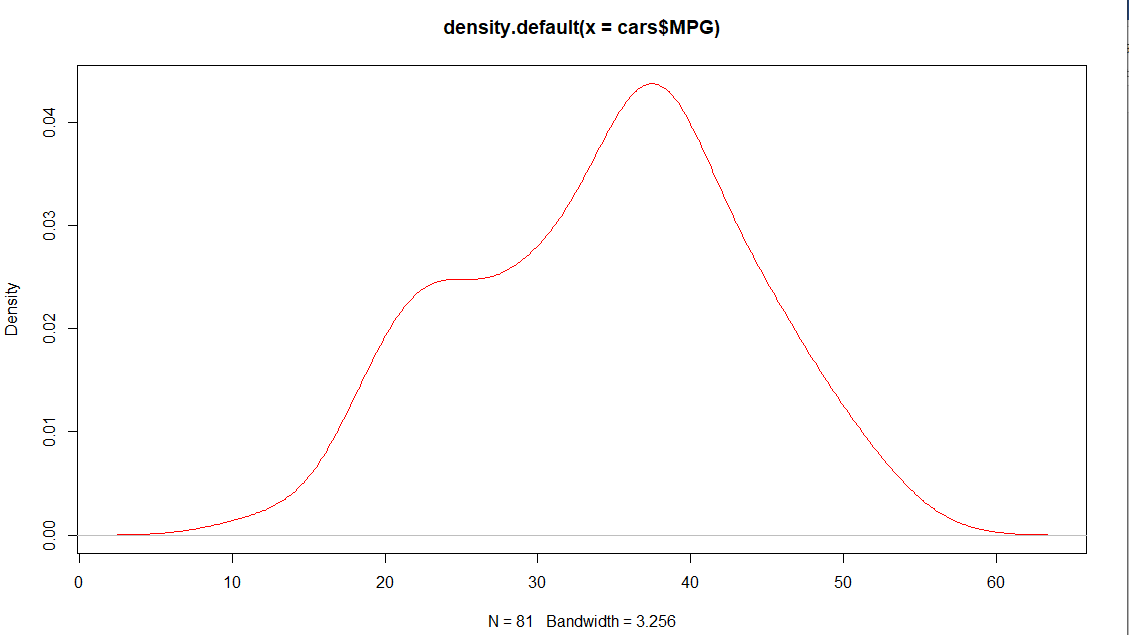 density.default(x = cars$MPG)
Density
0.00
0.01
0.02
0.03
0.04
0 10 20 30 40 50 60
N = 81 Bandwidth = 3.256